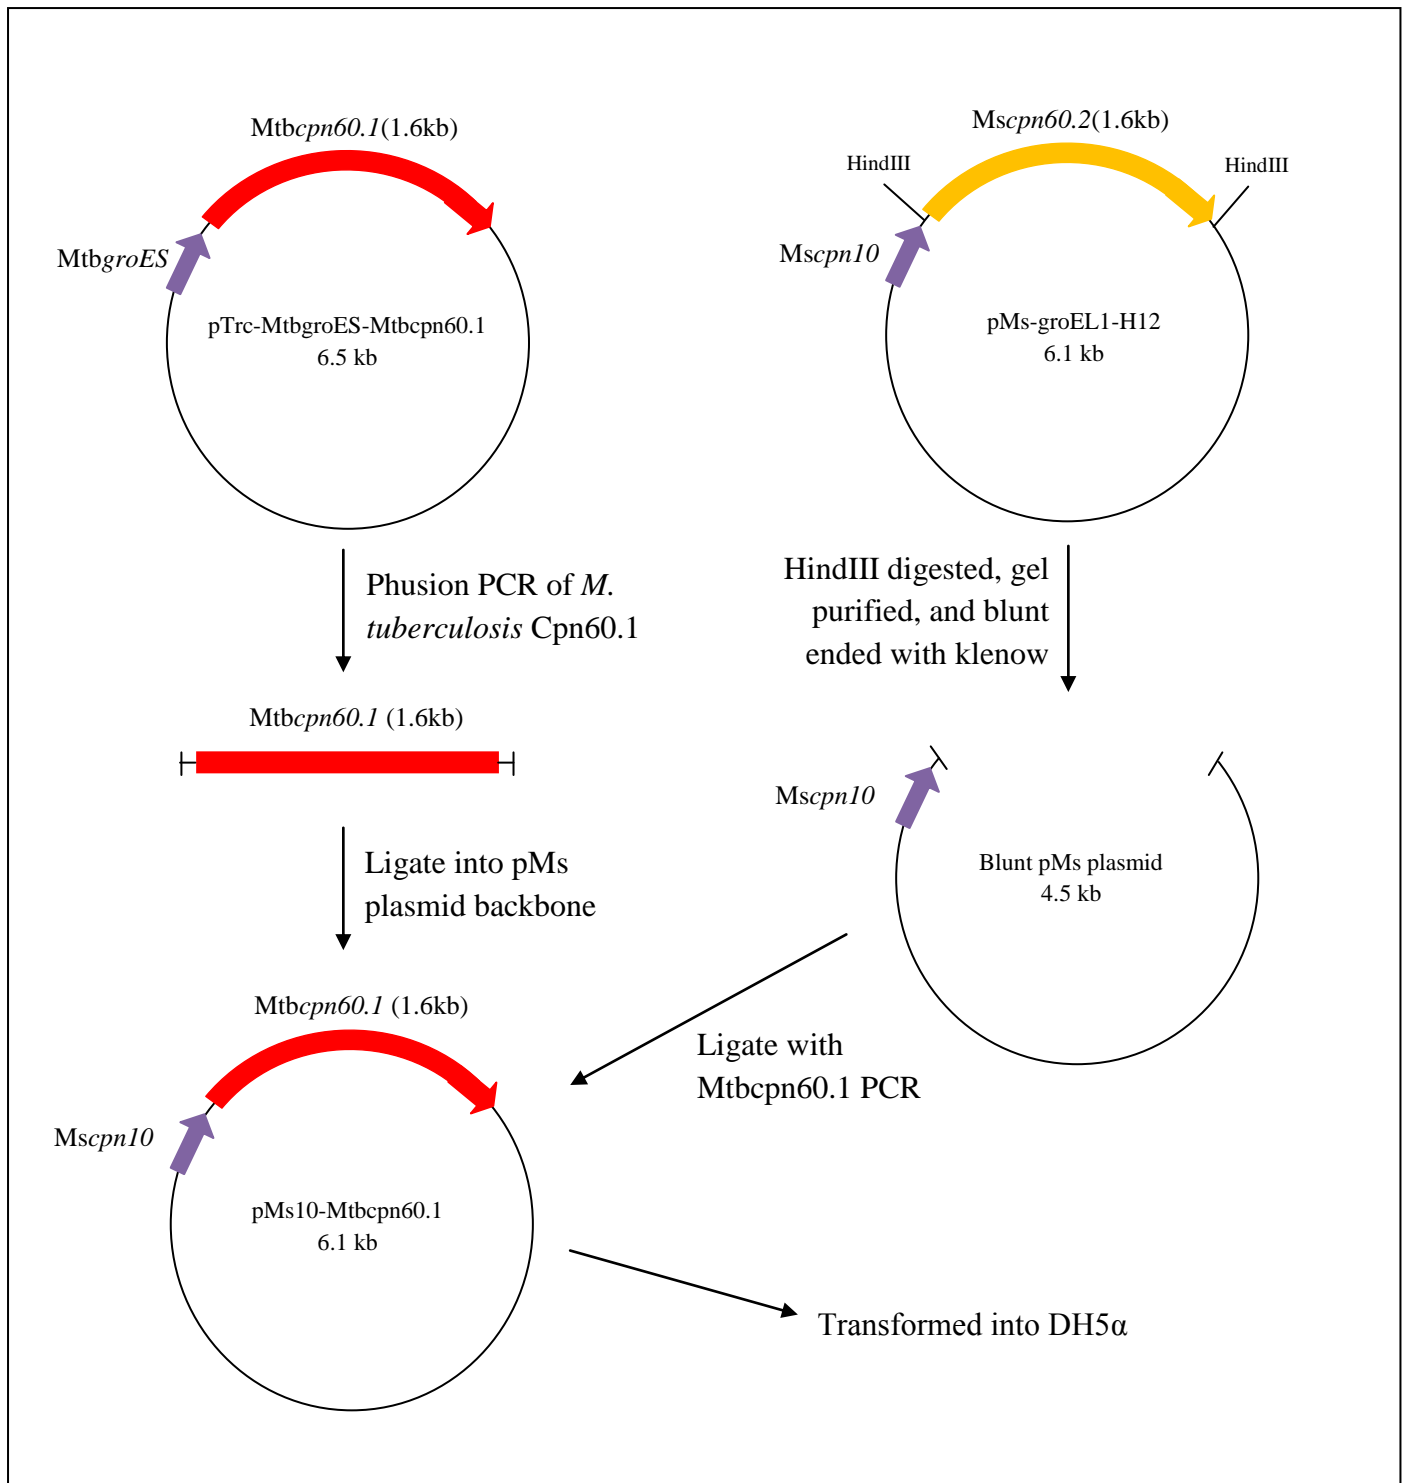 Mtbcpn60.1(1.6kb)
MtbgroES
pTrc-MtbgroES-Mtbcpn60.1
6.5 kb
Mscpn60.2(1.6kb)
HindIII
HindIII
Mscpn10
pMs-groEL1-H12
6.1 kb
Phusion PCR of M.
tuberculosis Cpn60.1
HindIII digested, gel
purified, and blunt
ended with klenow
Mtbcpn60.1 (1.6kb)
Mscpn10
Blunt pMs plasmid
4.5 kb
Ligate into pMs
plasmid backbone
Ligate with
Mtbcpn60.1 PCR
Mtbcpn60.1 (1.6kb)
Mscpn10
pMs10-Mtbcpn60.1
6.1 kb
Transformed into DH5α